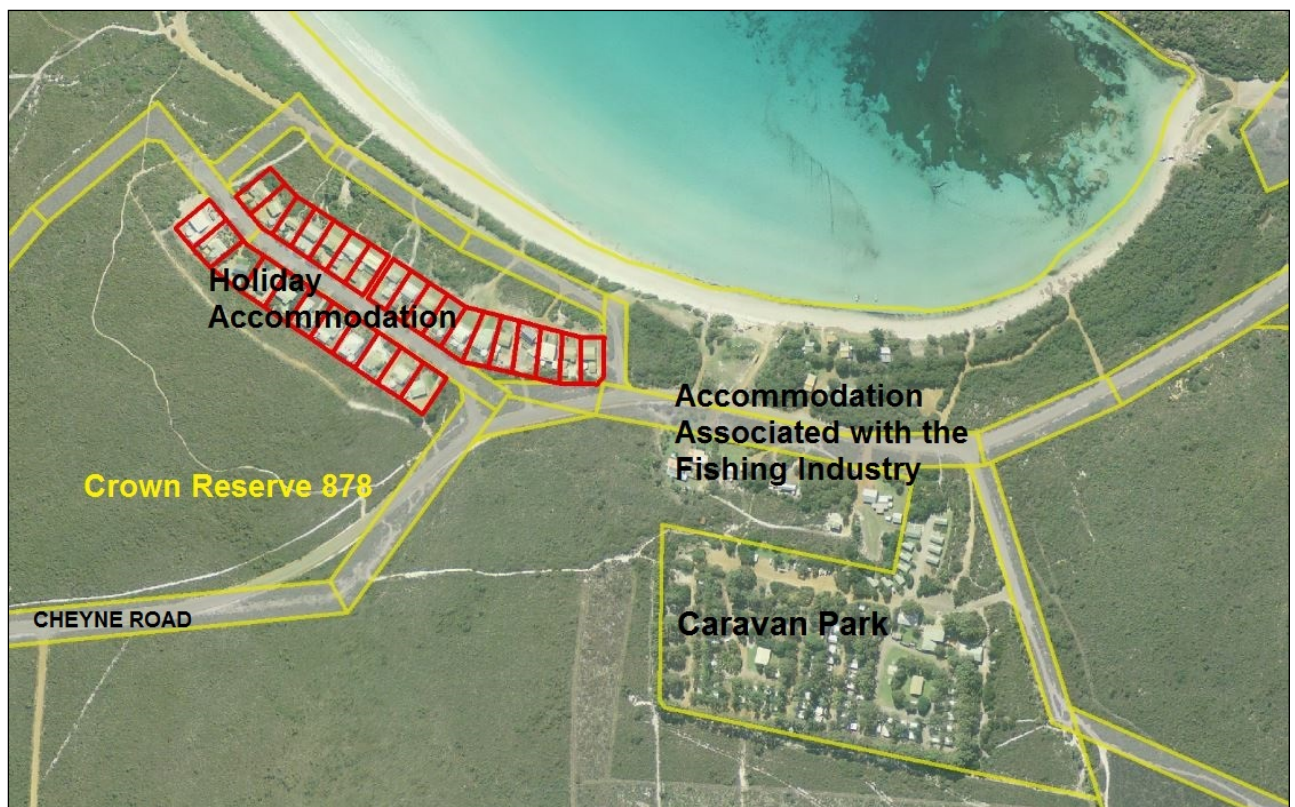 Holiday
Accommodation
Accommodation
Associated with the
Fishing Industry
Crown Reserve 878
CHEYNE ROAD
Caravan Park